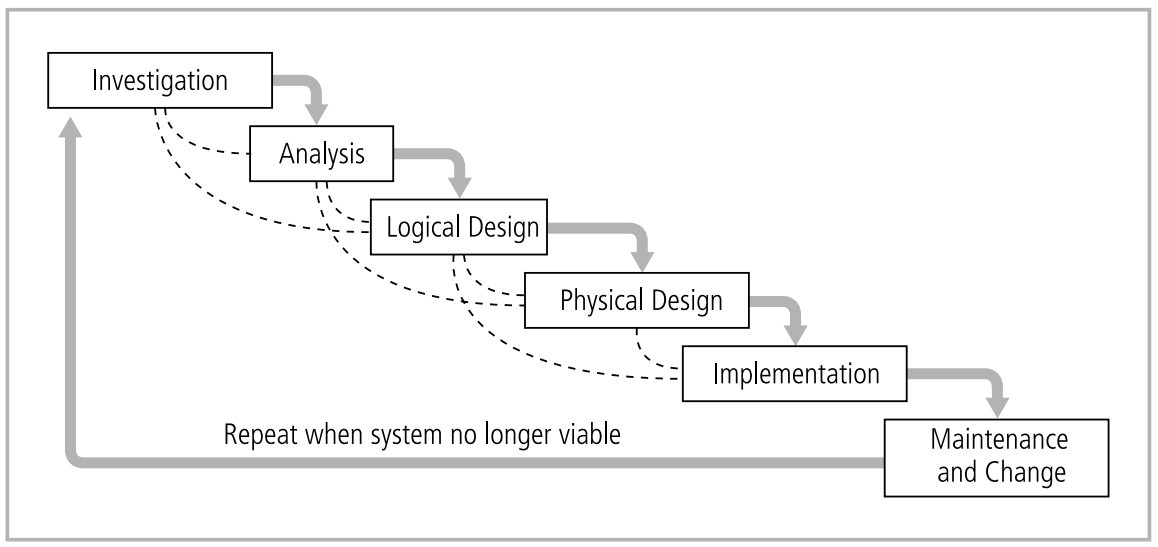 Investigation
Analysis
Logical Design
Physical Design
Implementation
Maintenance
and Change
Repeat when system no longer viable